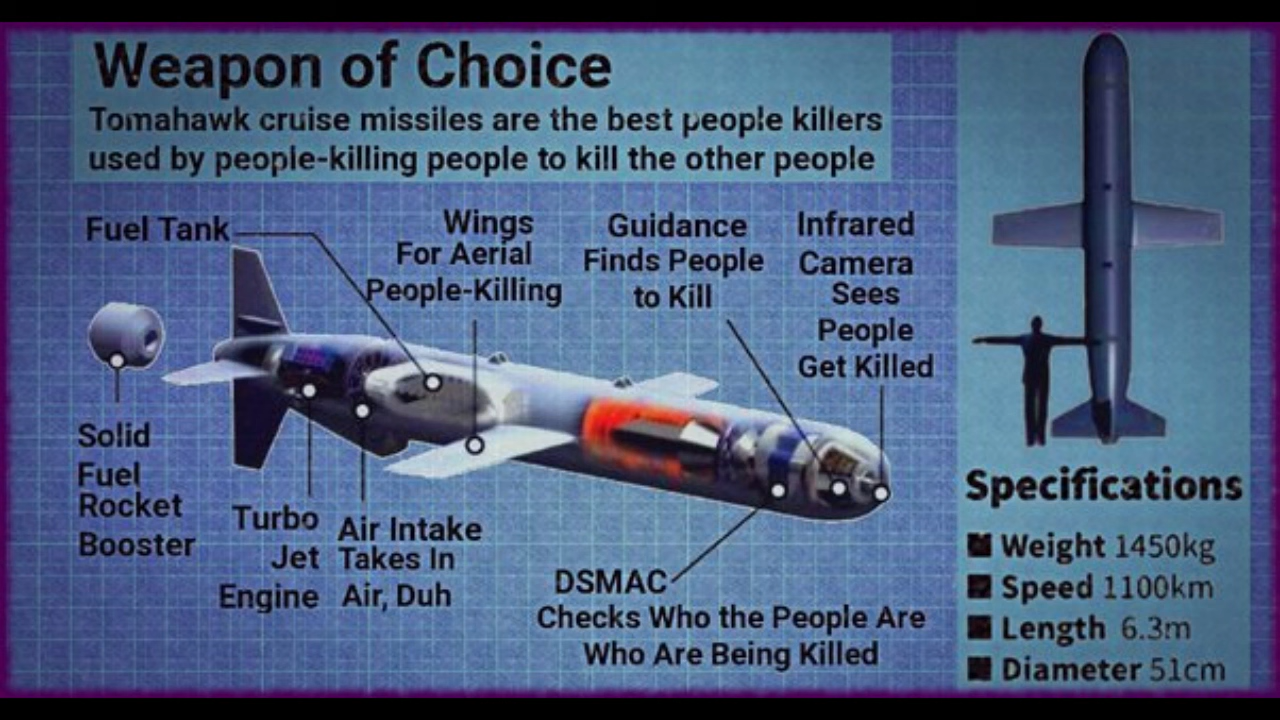 Weapon of Choice
Tomahawk cruise missiles are the best people killers
used by people-killing people to kill the other people
Fuel Tank
Wings
For Aerial
People-Killing
Guidance
Finds People
to Kill
Infrared
Camera
Sees
People
Get Killed
Solid
Fuel
Rocket
Booster
Turbo
Jet
Engine
Air Intake
Takes In
Air, Duh
DSMAC
Checks Who the People Are
Who Are Being Killed
Specifications
Weight 1450kg
Speed 1100km
Length 6.3m
Diameter 51cm